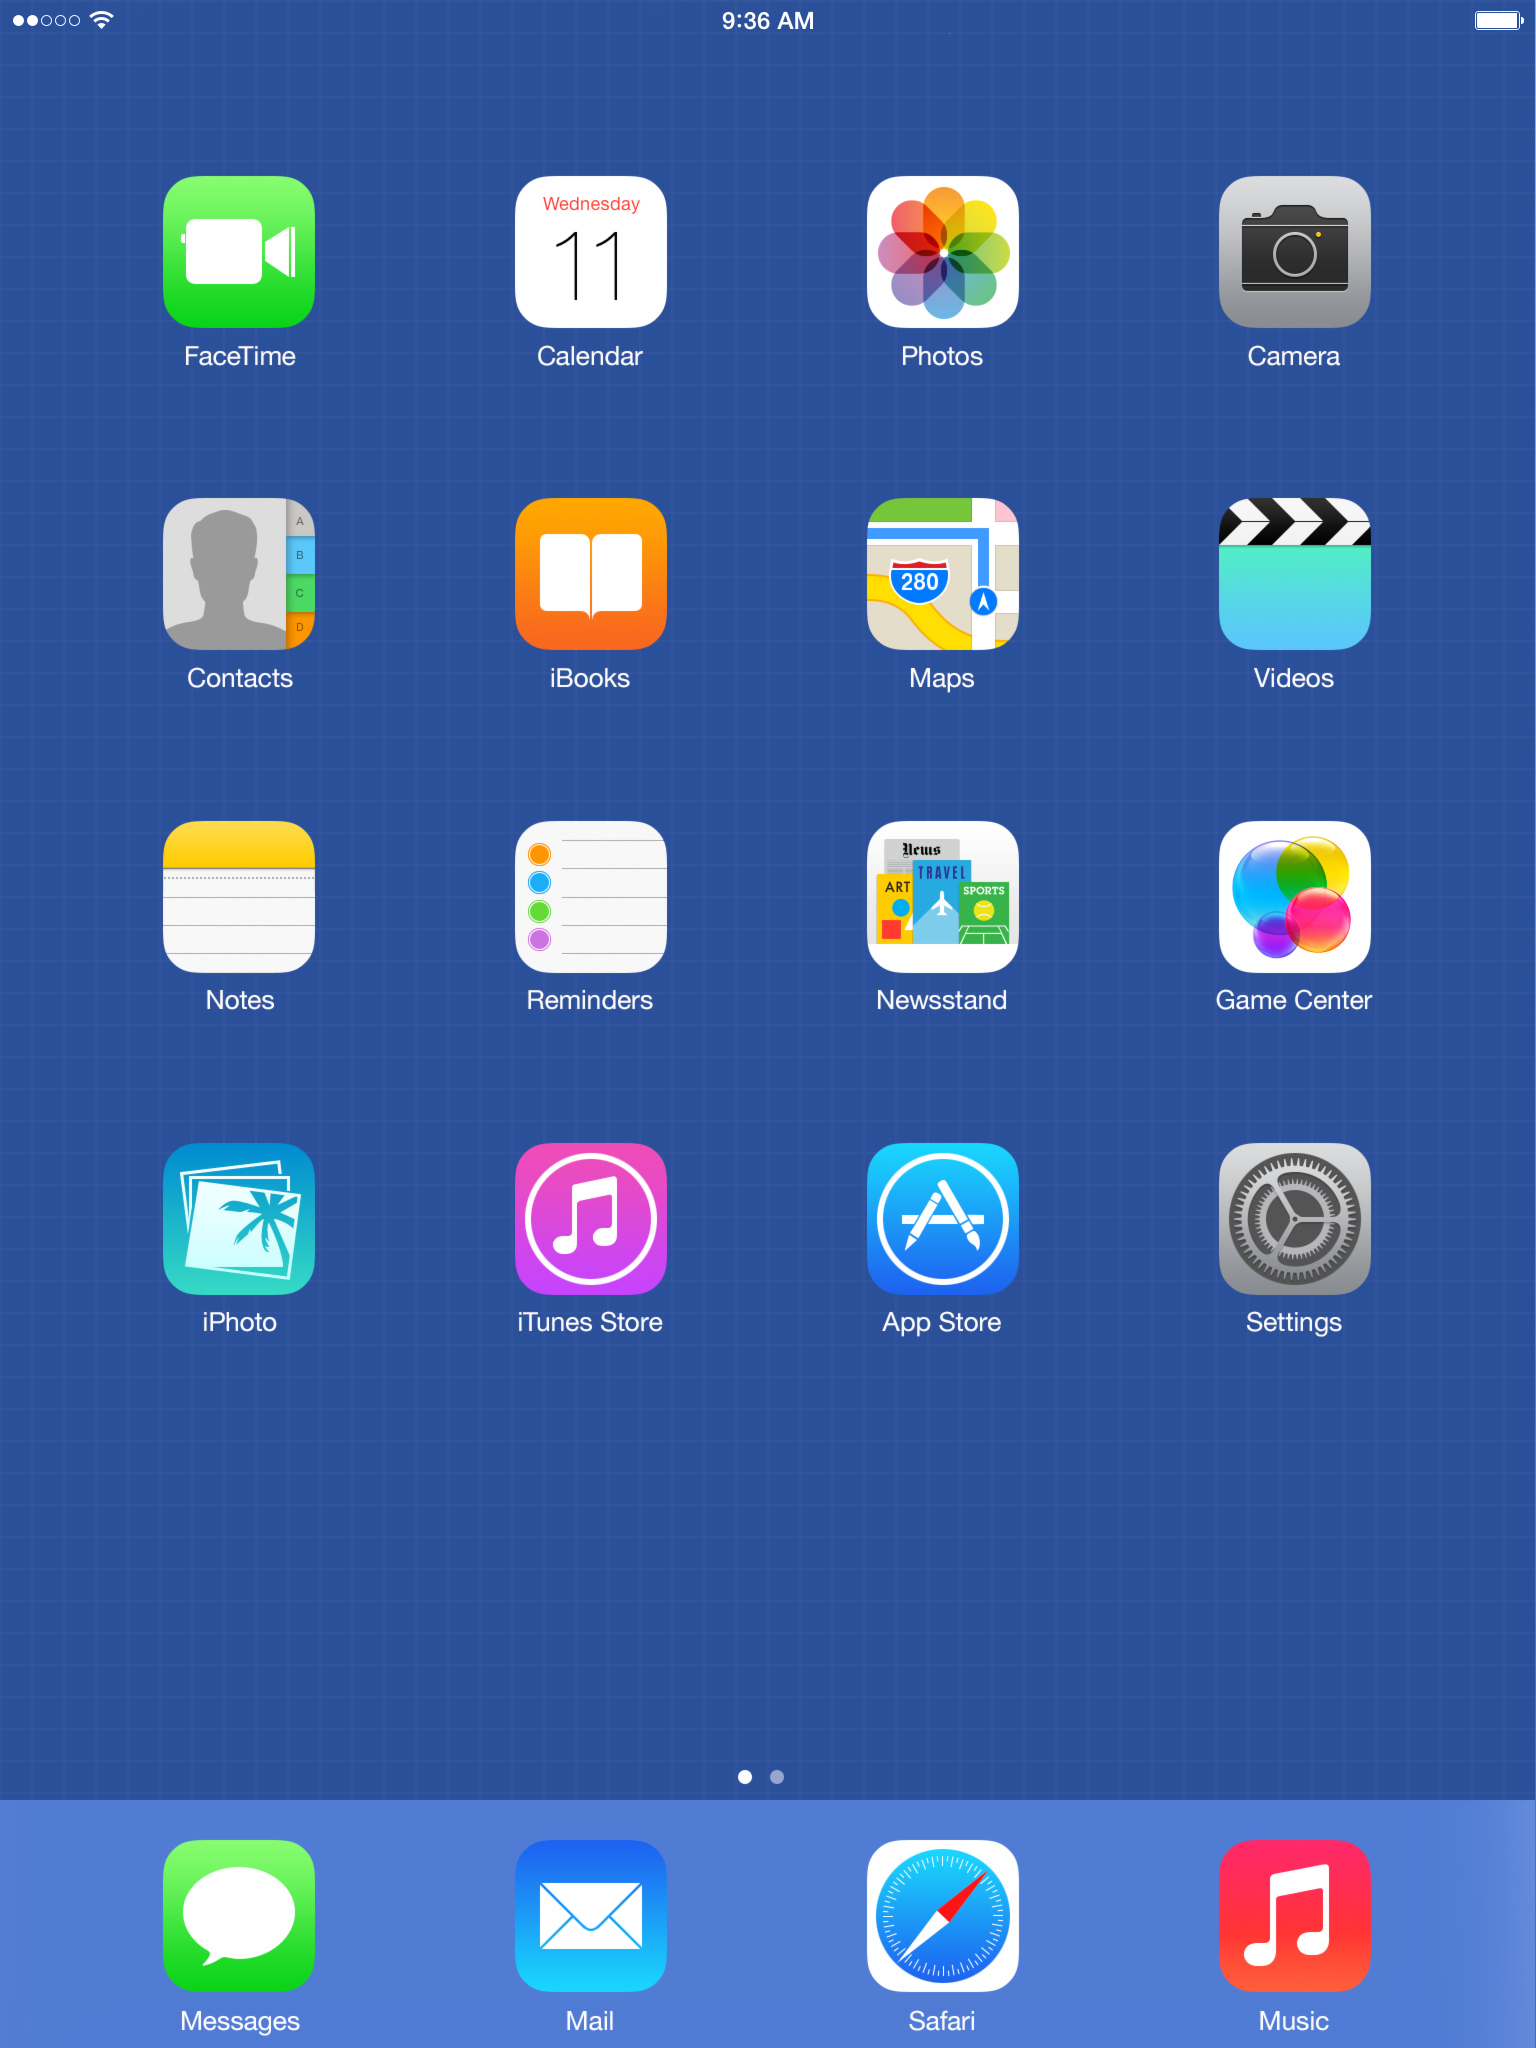 9:36 AM
Wednesday
11
FaceTime
Calendar
Photos
Camera
A
B
C
D
280
Contacts
iBooks
Maps
Videos
News
TRAVEL
ART
SPORTS
Notes
Reminders
Newsstand
Game Center
iPhoto
iTunes Store
App Store
Settings
Messages
Mail
Safari
Music